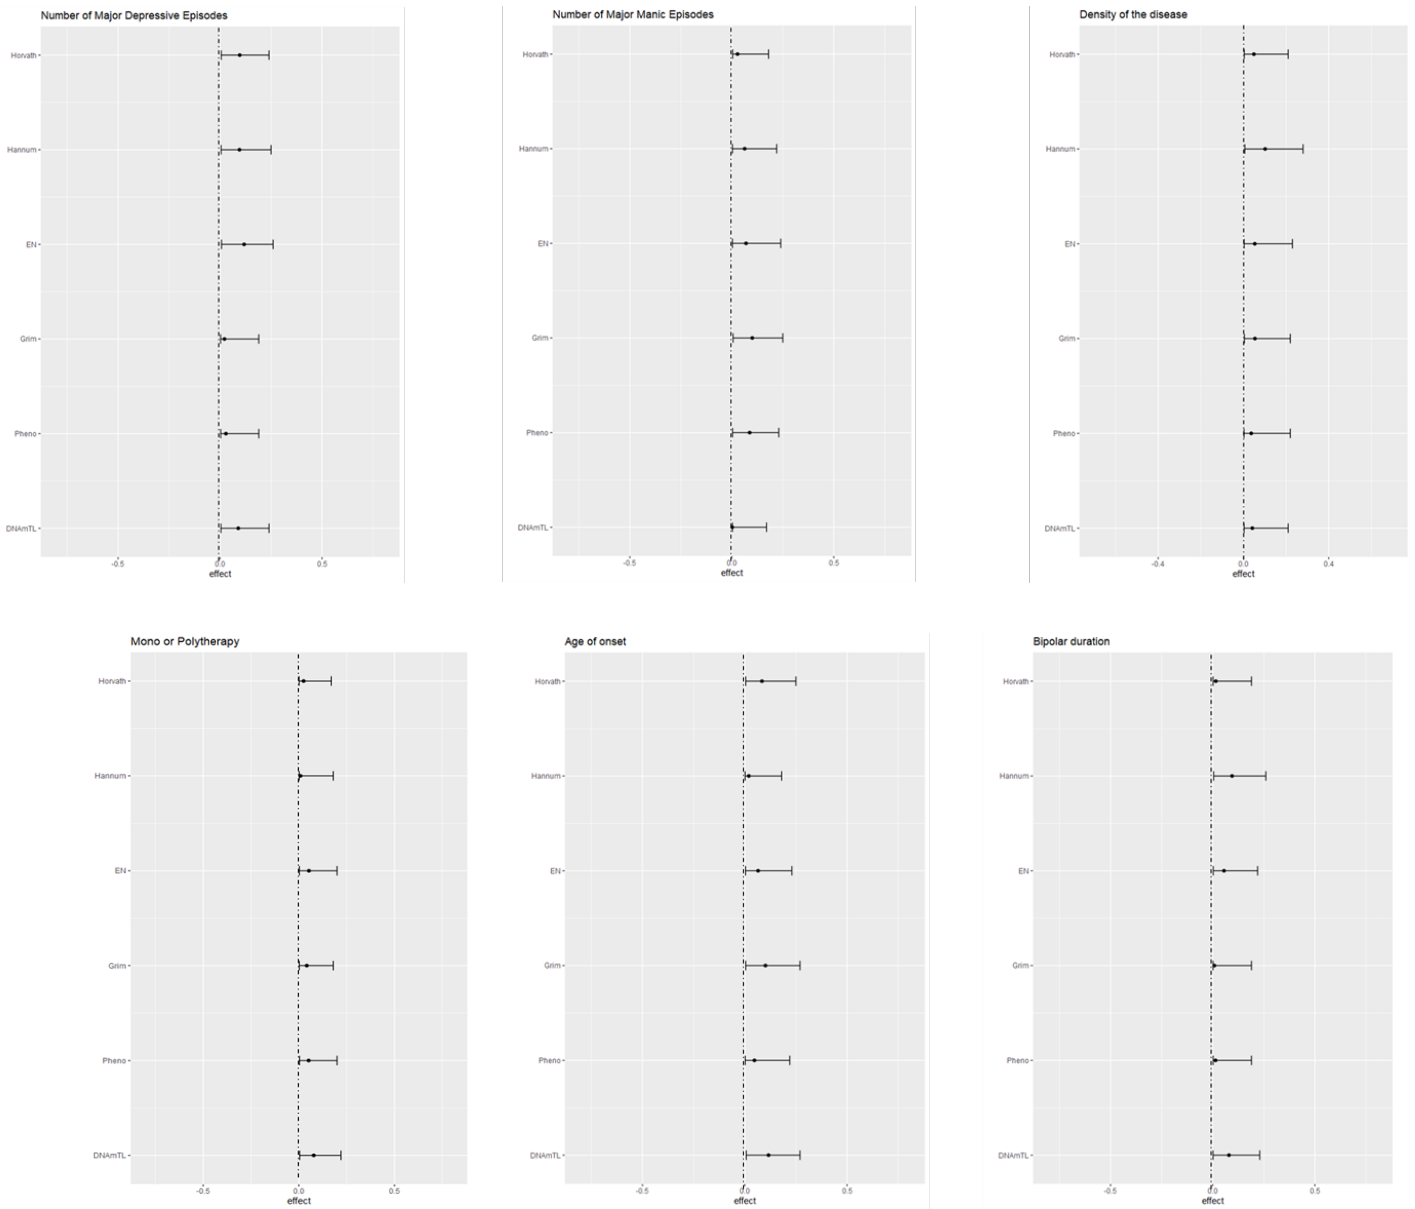 Number of Major Depressive Episodes
Horvath
Hannum
EN
Grim
Pheno
DNAmTL
-0.5 0.0 0.5
effect
Number of Major Manic Episodes
Horvath
Hannum
EN
Grim
Pheno
DNAmTL
-0.5 0.0 0.5
effect
Density of the disease
Horvath
Hannum
EN
Grim
Pheno
DNAmTL
-0.4 0.0 0.4
effect
Mono or Polytherapy
Horvath
Hannum
EN
Grim
Pheno
DNAmTL
-0.5 0.0 0.5
effect
Age of onset
Horvath
Hannum
EN
Grim
Pheno
DNAmTL
-0.5 0.0 0.5
effect
Bipolar duration
Horvath
Hannum
EN
Grim
Pheno
DNAmTL
-0.5 0.0 0.5
effect